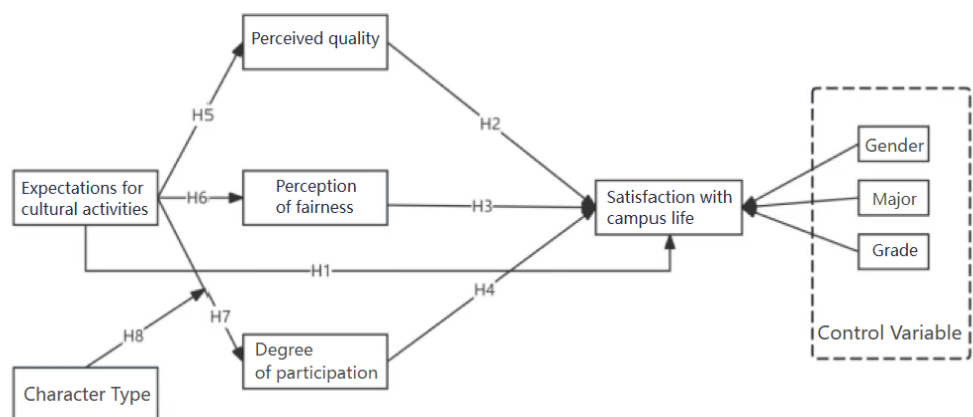 Perceived quality
H5
H2
Gender
Expectations for
cultural activities
H6
Perception
of fairness
H3
Satisfaction with
campus life
Major
Grade
H1
H4
H7
H8
Degree
of participation
Control Variable
Character Type